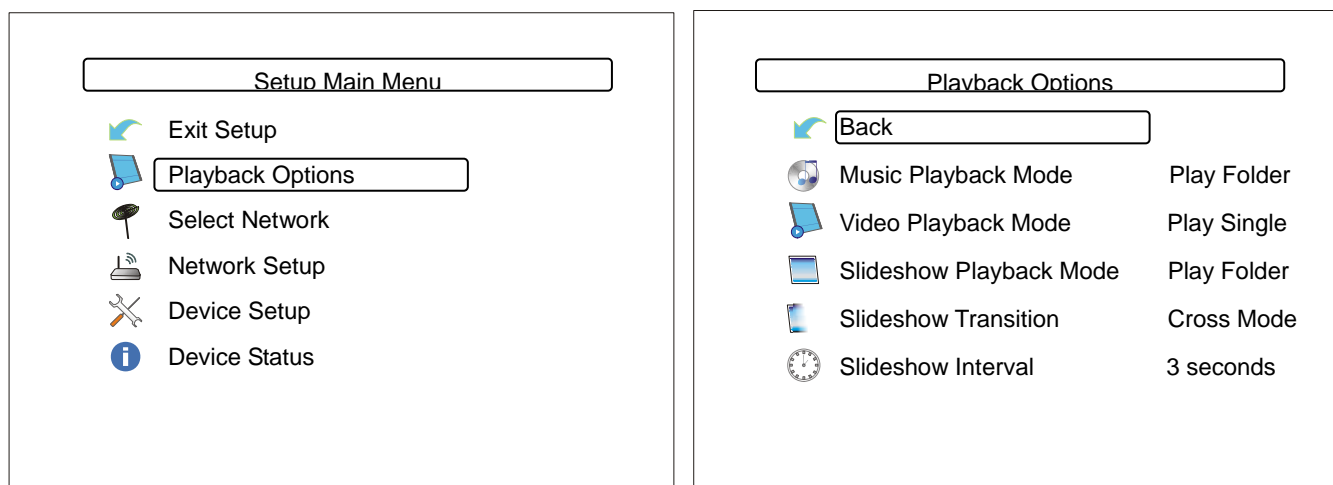 Setup Main Menu
Exit Setup
Playback Options
Select Network
Network Setup
Device Setup
Device Status
Playback Options
Back
Music Playback Mode Play Folder
Video Playback Mode Play Single
Slideshow Playback Mode Play Folder
Slideshow Transition Cross Mode
Slideshow Interval 3 seconds